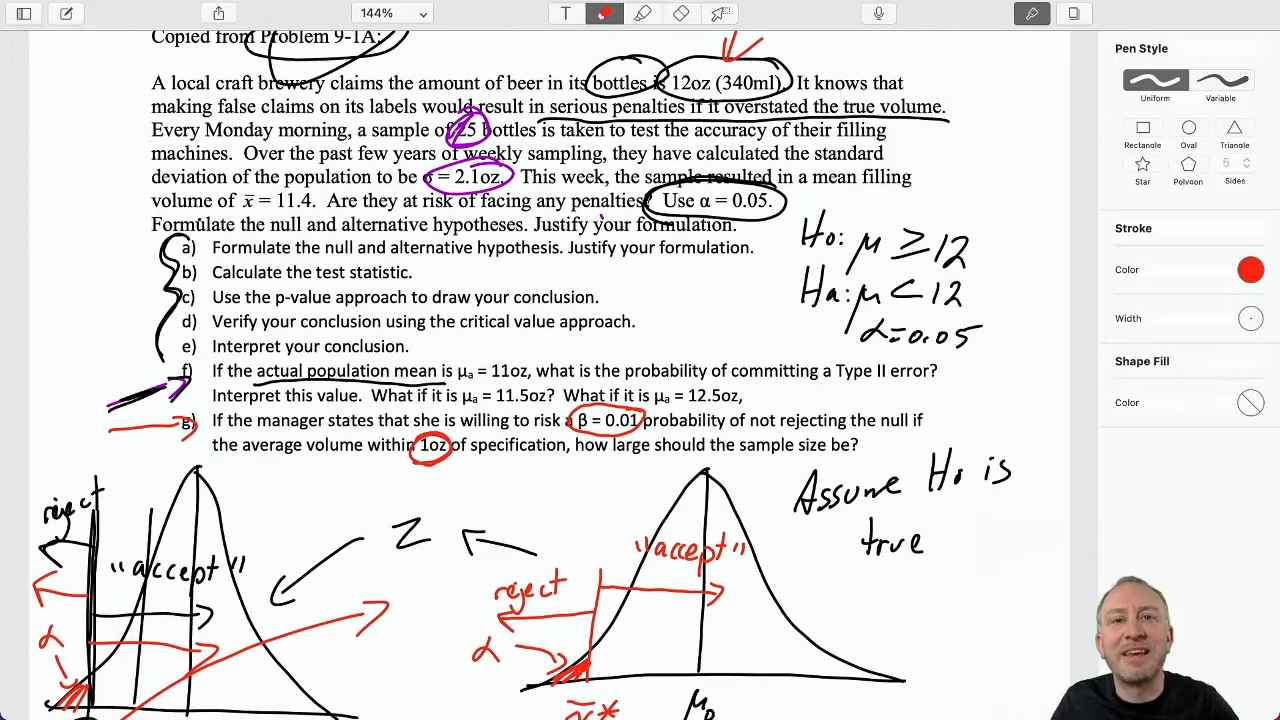 144%
T
Pen Style
Uniform
Variable
Rectangle
Oval
Triangle
Star
Polygon
5
Sides
Stroke
Color
Width
Shape Fill
Color
Copied from Problem 9-1A:
A local craft brewery claims the amount of beer in its bottles is 12oz (340ml). It knows that
making false claims on its labels would result in serious penalties if it overstated the true volume.
Every Monday morning, a sample of 25 bottles is taken to test the accuracy of their filling
machines. Over the past few years of weekly sampling, they have calculated the standard
deviation of the population to be σ = 2.1oz. This week, the sample resulted in a mean filling
volume of x̄ = 11.4. Are they at risk of facing any penalties? Use α = 0.05.
Formulate the null and alternative hypotheses. Justify your formulation.
a) Formulate the null and alternative hypothesis. Justify your formulation.
b) Calculate the test statistic.
c) Use the p-value approach to draw your conclusion.
d) Verify your conclusion using the critical value approach.
e) Interpret your conclusion.
f) If the actual population mean is μₐ = 11oz, what is the probability of committing a Type II error?
Interpret this value. What if it is μₐ = 11.5oz? What if it is μₐ = 12.5oz,
g) If the manager states that she is willing to risk a β = 0.01 probability of not rejecting the null if
the average volume within 1oz of specification, how large should the sample size be?
Ho: μ ≥ 12
Ha: μ < 12
α = 0.05
Assume Ho is
true
reject
"accept"
α
Z
reject
"accept"
α
x̄*
μ₀